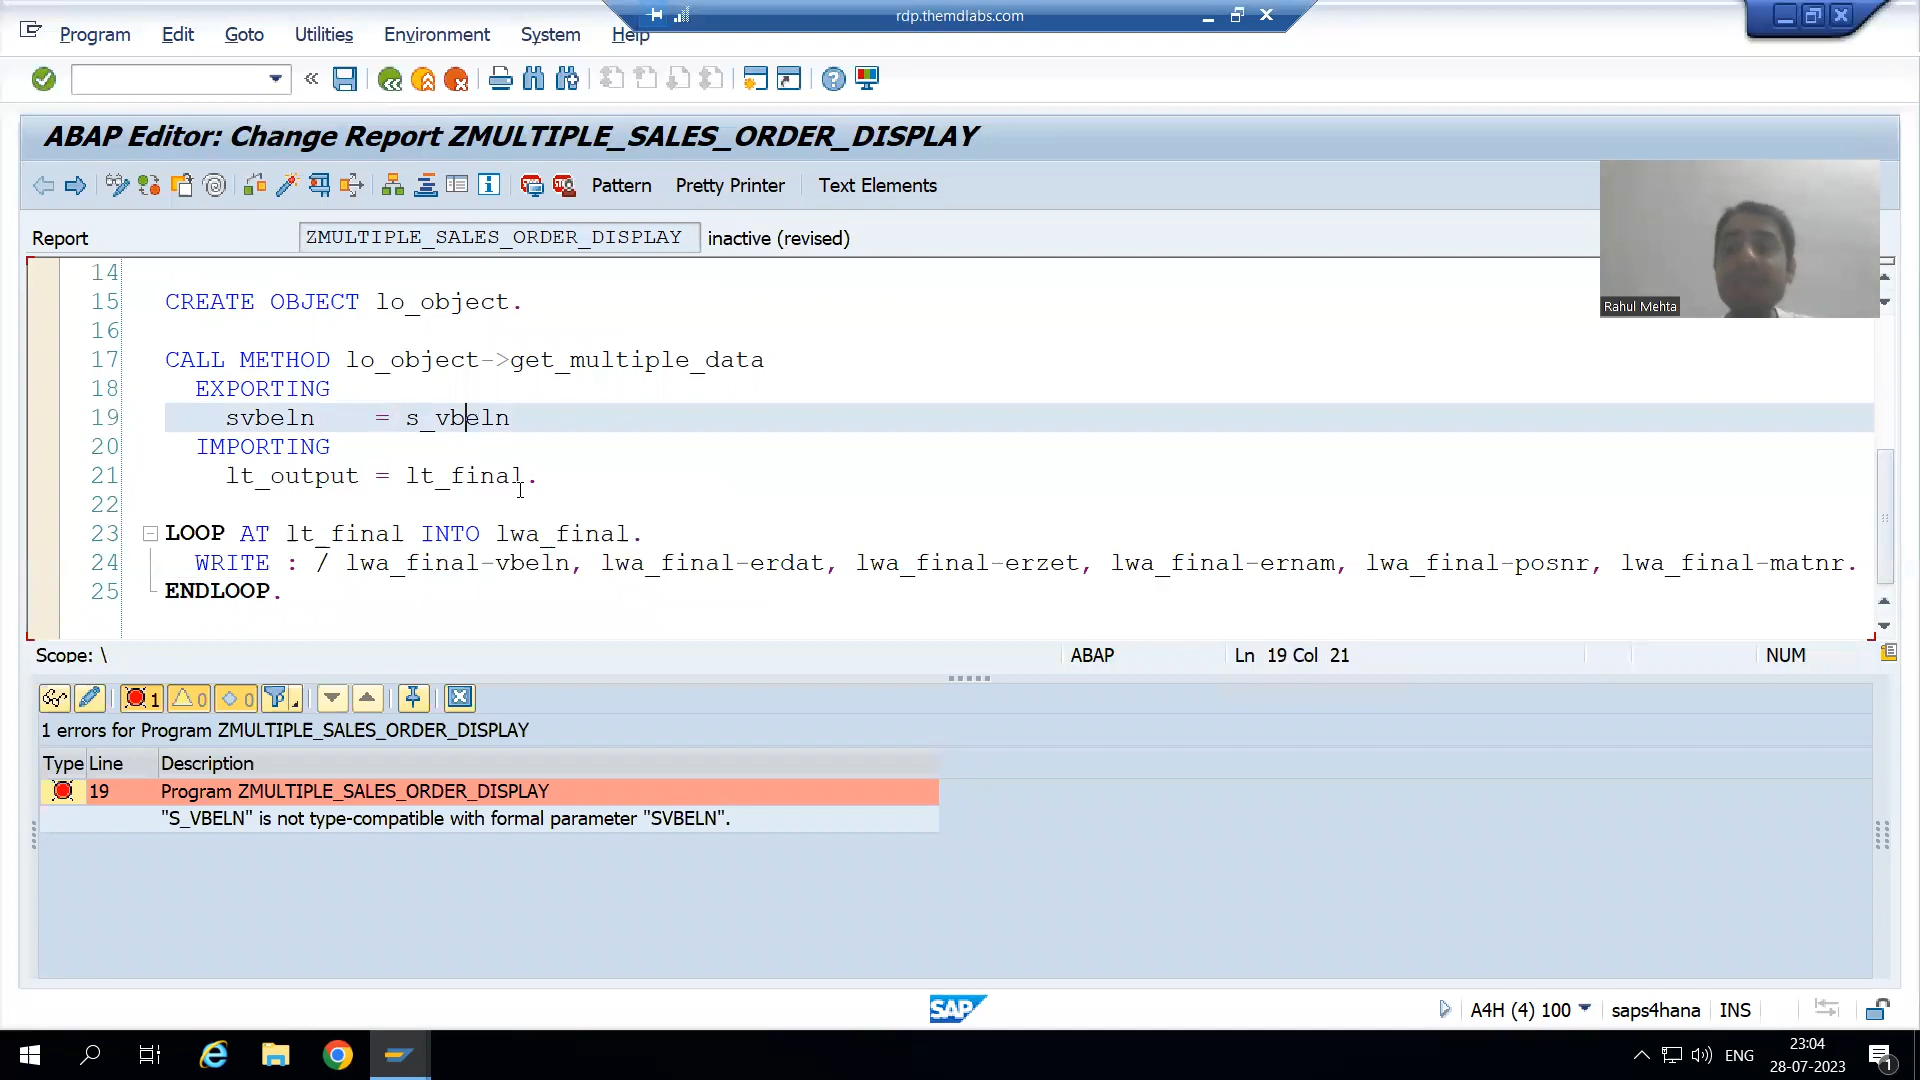 rdp.themdlabs.com
Program Edit Goto Utilities Environment System Help
ABAP Editor: Change Report ZMULTIPLE_SALES_ORDER_DISPLAY
Pattern Pretty Printer Text Elements
Report ZMULTIPLE_SALES_ORDER_DISPLAY inactive (revised)
Rahul Mehta
14
15 CREATE OBJECT lo_object.
16
17 CALL METHOD lo_object->get_multiple_data
18 EXPORTING
19 svbeln = s_vbeln
20 IMPORTING
21 lt_output = lt_final.
22
23 LOOP AT lt_final INTO lwa_final.
24 WRITE : / lwa_final-vbeln, lwa_final-erdat, lwa_final-erzet, lwa_final-ernam, lwa_final-posnr, lwa_final-matnr.
25 ENDLOOP.
Scope: \ ABAP Ln 19 Col 21 NUM
1 0 0
1 errors for Program ZMULTIPLE_SALES_ORDER_DISPLAY
Type Line Description
19 Program ZMULTIPLE_SALES_ORDER_DISPLAY
"S_VBELN" is not type-compatible with formal parameter "SVBELN".
SAP A4H (4) 100 saps4hana INS
ENG 23:04
28-07-2023 1